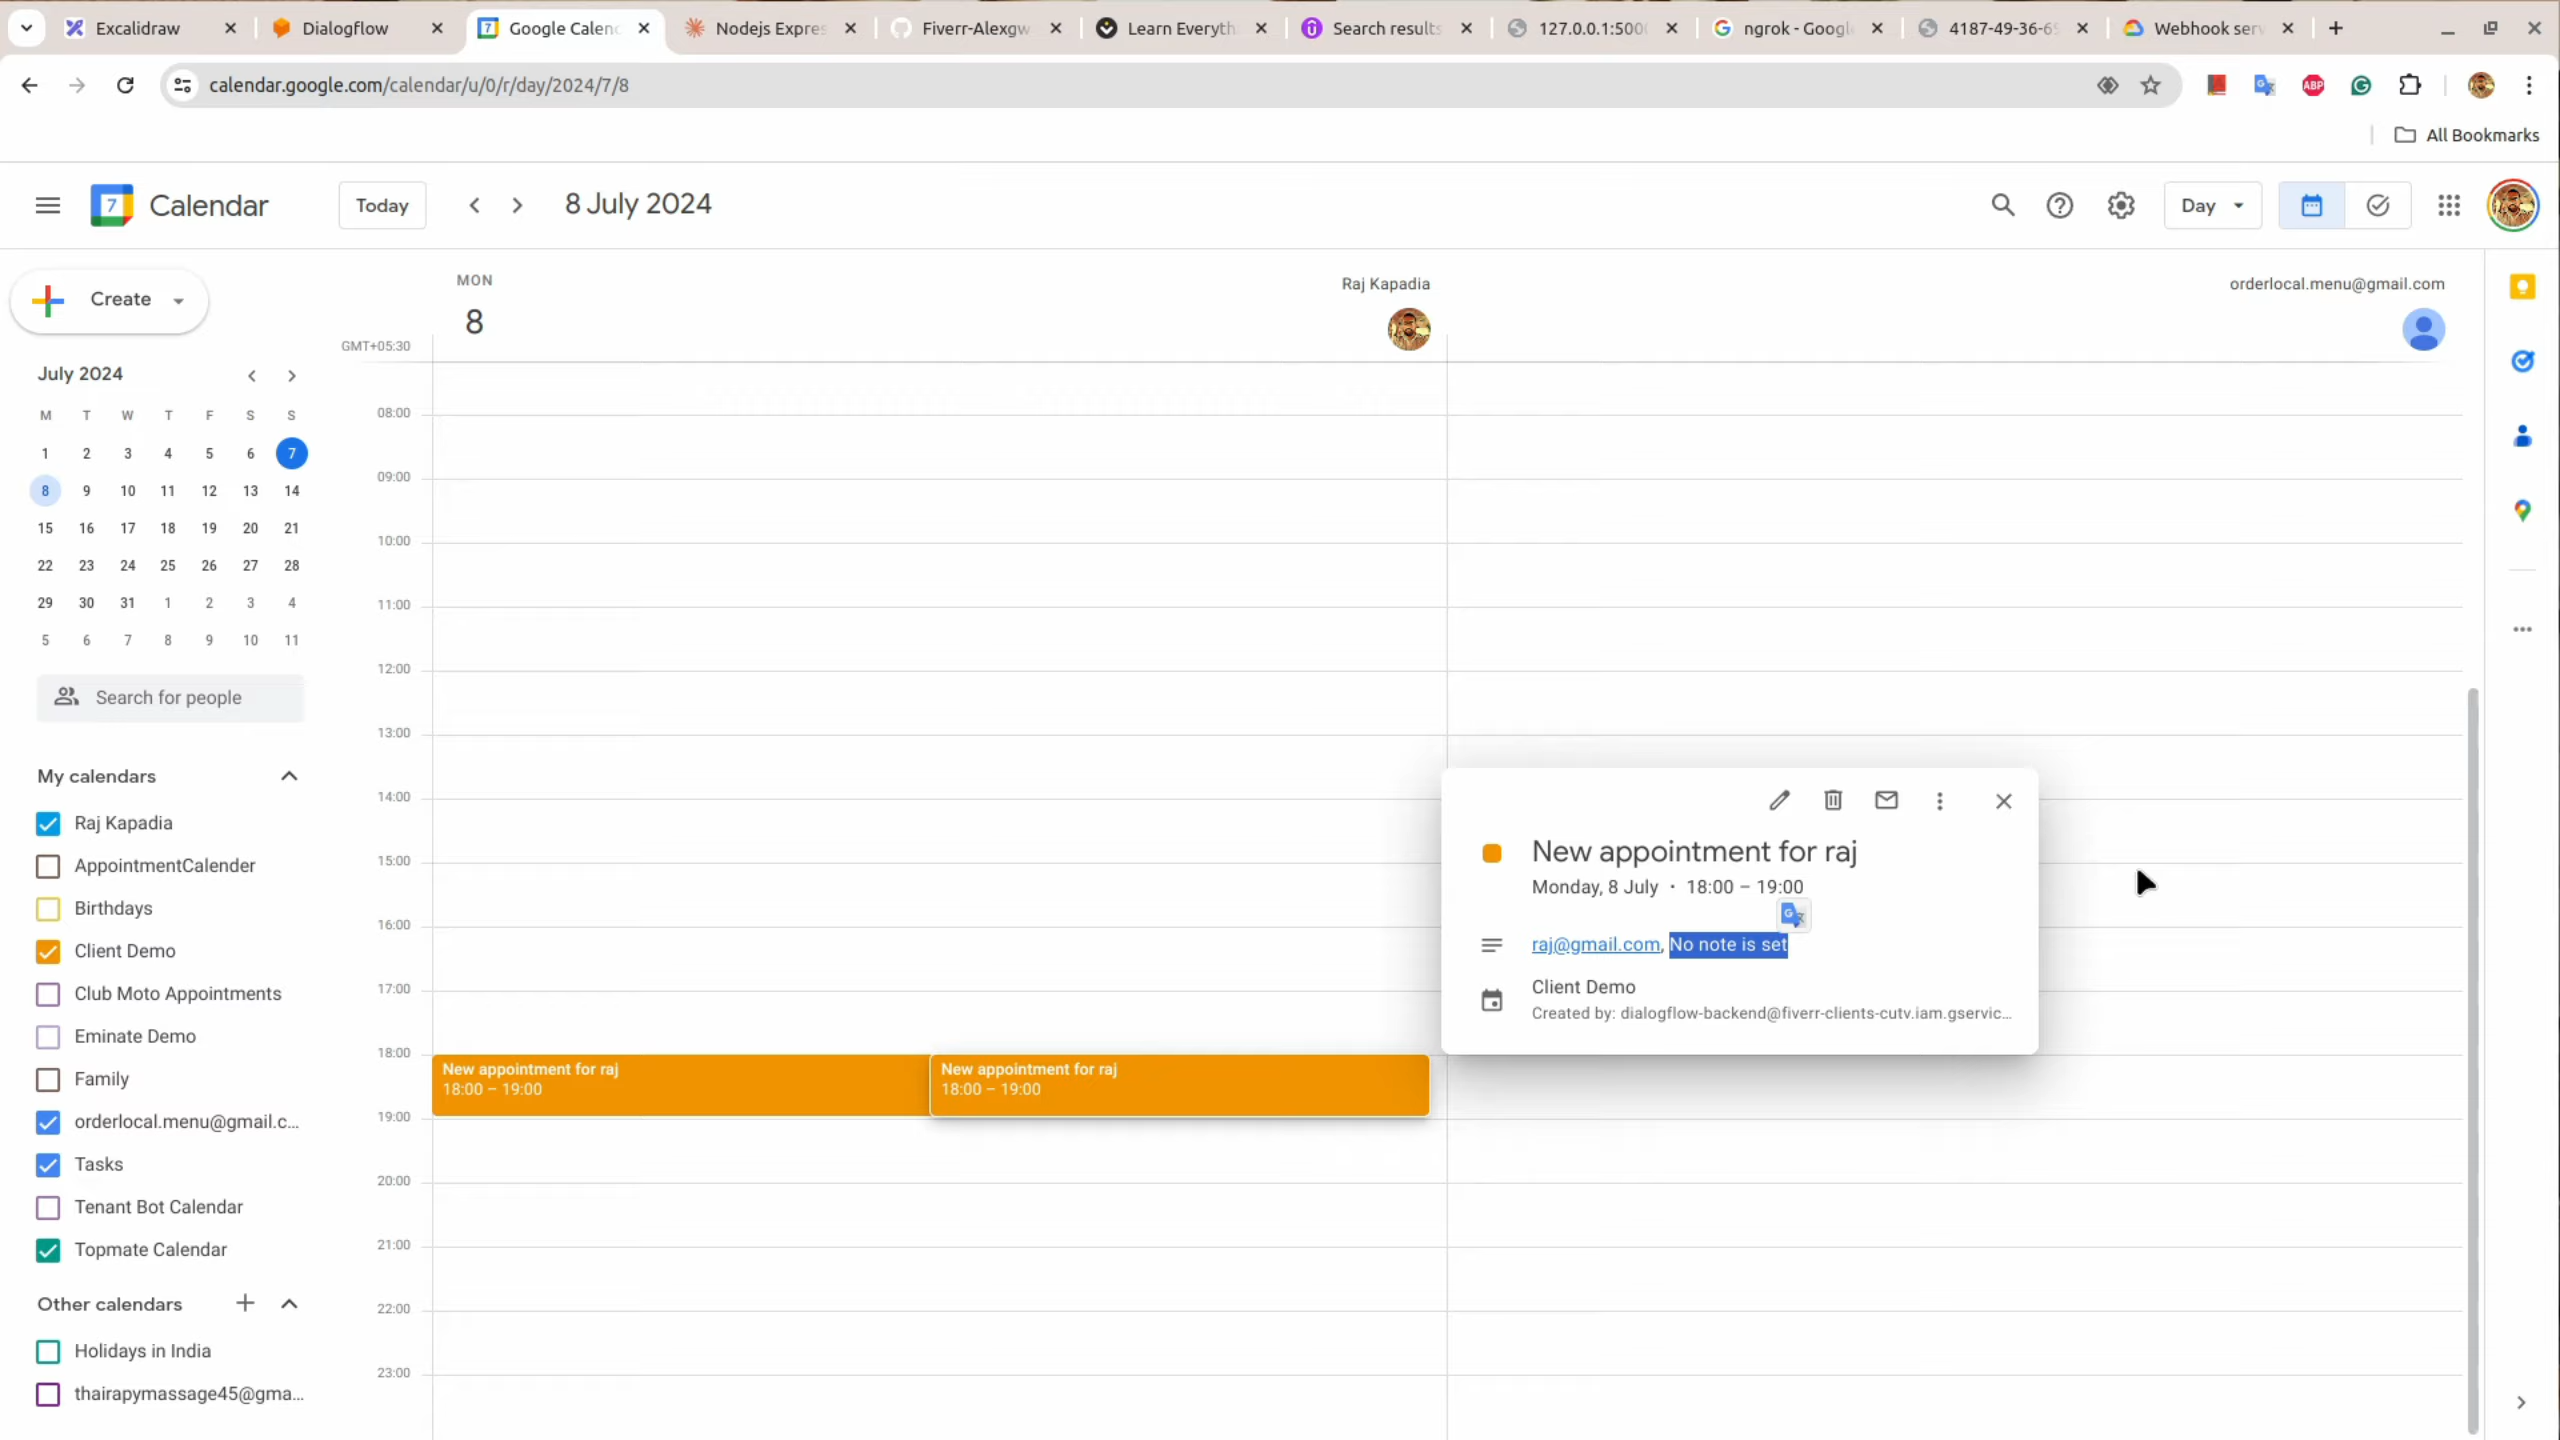 Excalidraw
Dialogflow
Google Calend
Nodejs Expres
Fiverr-Alexgw
Learn Everyth
Search results
127.0.0.1:5000
ngrok - Google
4187-49-36-69
Webhook serv
calendar.google.com/calendar/u/0/r/day/2024/7/8
All Bookmarks
7
Calendar
Today
8 July 2024
Day
Create
MON
8
GMT+05:30
Raj Kapadia
orderlocal.menu@gmail.com
July 2024
M T W T F S S
1 2 3 4 5 6 7
8 9 10 11 12 13 14
15 16 17 18 19 20 21
22 23 24 25 26 27 28
29 30 31 1 2 3 4
5 6 7 8 9 10 11
Search for people
My calendars
Raj Kapadia
AppointmentCalender
Birthdays
Client Demo
Club Moto Appointments
Eminate Demo
Family
orderlocal.menu@gmail.c...
Tasks
Tenant Bot Calendar
Topmate Calendar
Other calendars
Holidays in India
thairapymassage45@gma...
08:00
09:00
10:00
11:00
12:00
13:00
14:00
15:00
16:00
17:00
18:00
19:00
20:00
21:00
22:00
23:00
New appointment for raj
18:00 – 19:00
New appointment for raj
18:00 – 19:00
New appointment for raj
Monday, 8 July · 18:00 – 19:00
raj@gmail.com, No note is set
Client Demo
Created by: dialogflow-backend@fiverr-clients-cutv.iam.gservic...